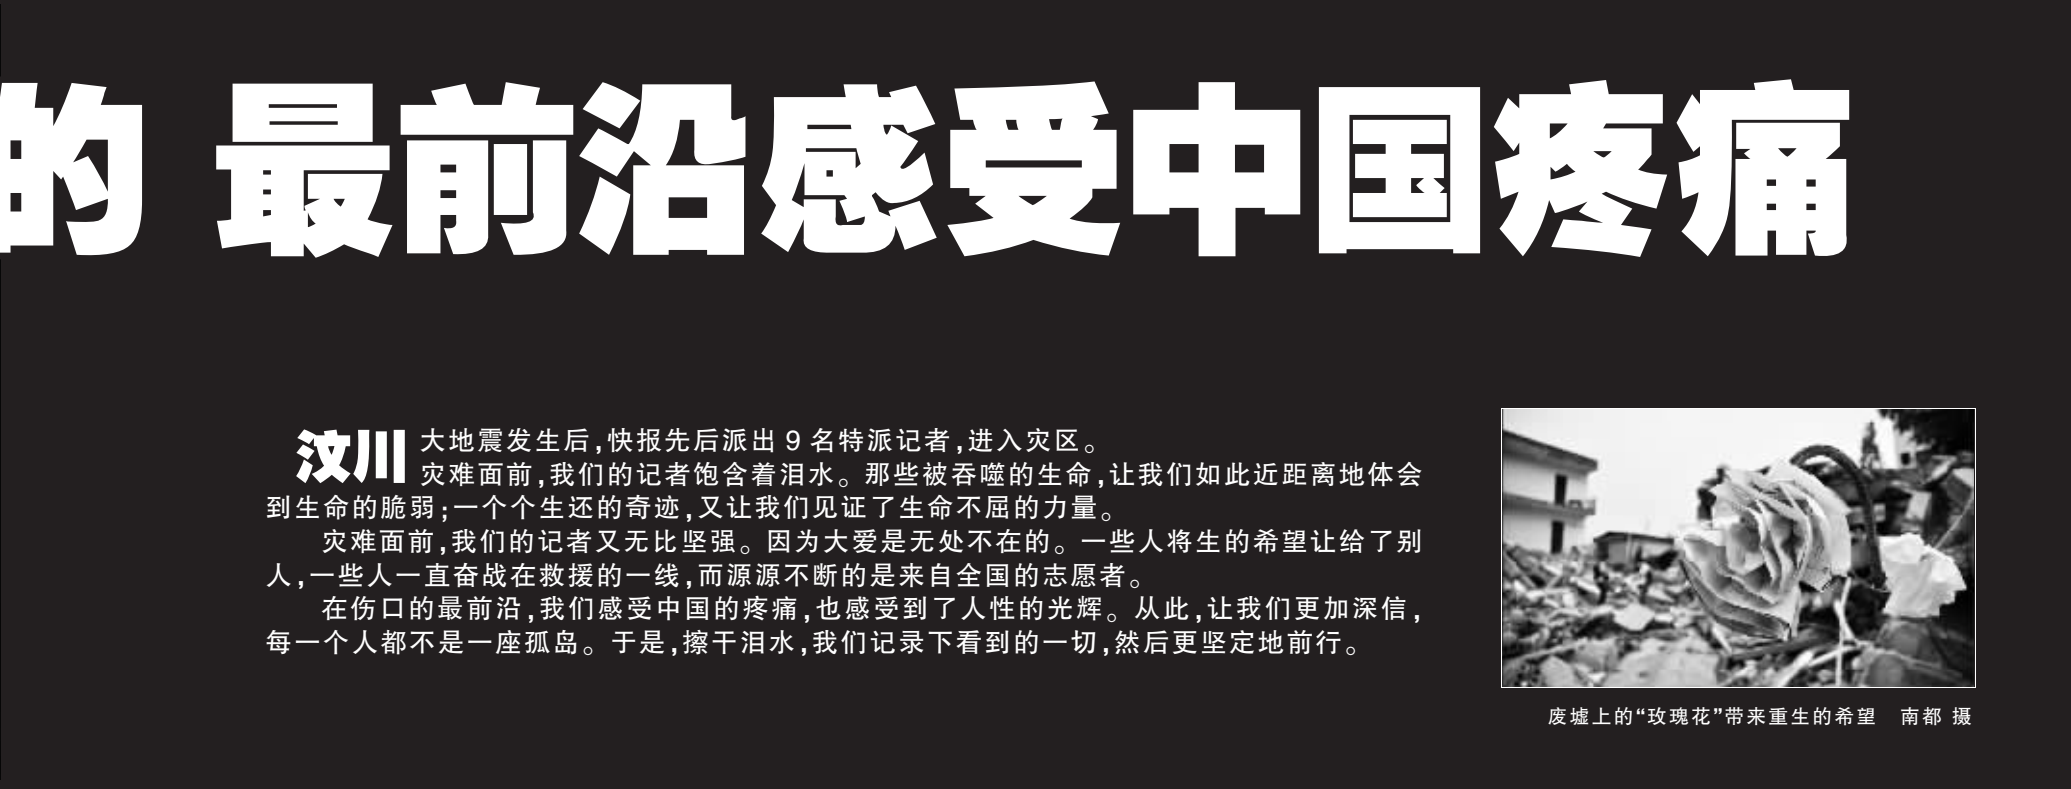 的 最前沿感受中国疼痛
汶川大地震发生后,快报先后派出 9 名特派记者,进入灾区。
灾难面前,我们的记者饱含着泪水。那些被吞噬的生命,让我们如此近距离地体会
到生命的脆弱;一个个生还的奇迹,又让我们见证了生命不屈的力量。
灾难面前,我们的记者又无比坚强。因为大爱是无处不在的。一些人将生的希望让给了别
人,一些人一直奋战在救援的一线,而源源不断的是来自全国的志愿者。
在伤口的最前沿,我们感受中国的疼痛,也感受到了人性的光辉。从此,让我们更加深信,
每一个人都不是一座孤岛。于是,擦干泪水,我们记录下看到的一切,然后更坚定地前行。
废墟上的“玫瑰花”带来重生的希望　南都 摄